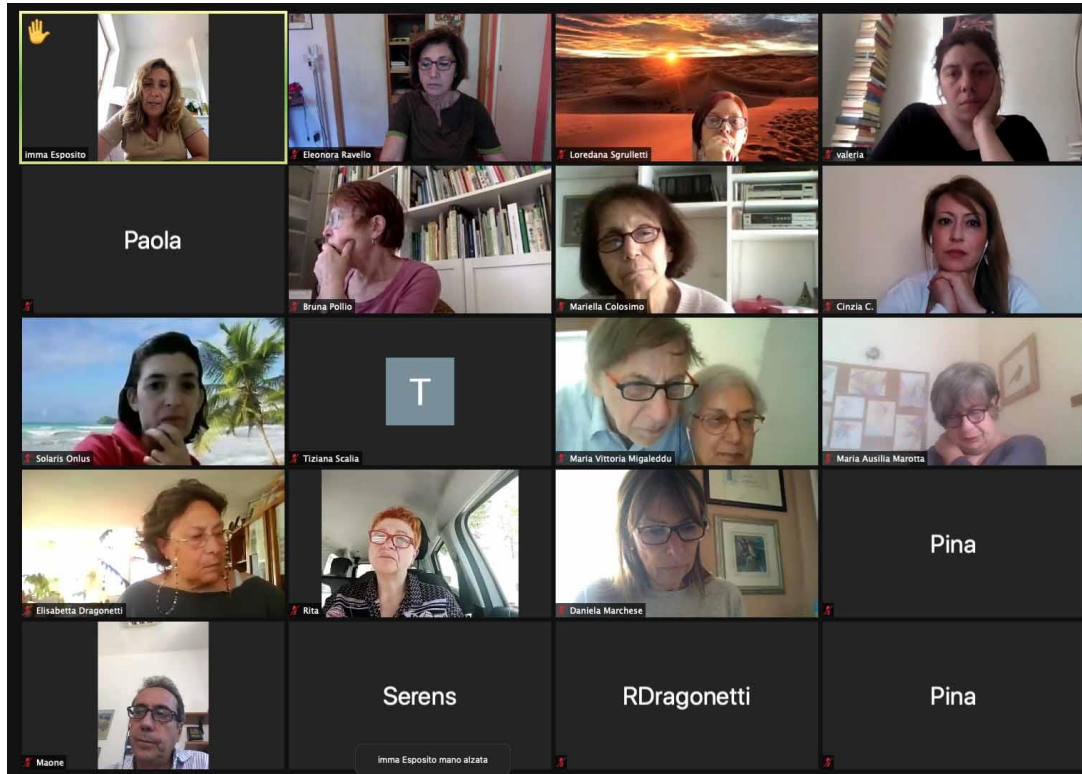 imma Esposito
Eleonora Ravello
Loredana Sgrulletti
valeria
Paola
Bruna Pollio
Mariella Colosimo
Cinzia C.
Solaris Onlus
T
Tiziana Scalia
Maria Vittoria Migaleddu
Maria Ausilia Marotta
Elisabetta Dragonetti
Rita
Daniela Marchese
Pina
Maone
Serens
RDragonetti
Pina
imma Esposito mano alzata